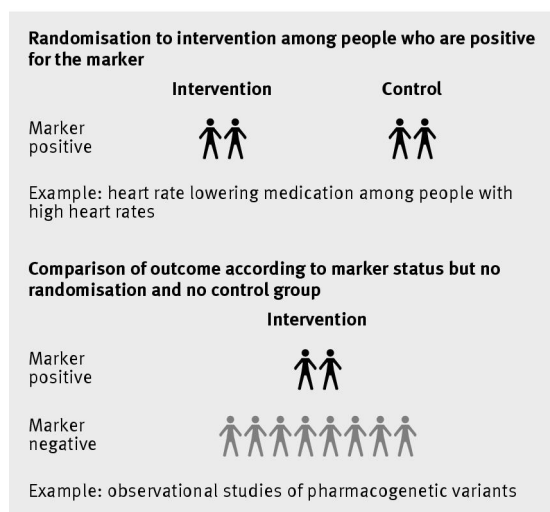 Randomisation to intervention among people who are positive
for the marker
Intervention Control
Marker
positive
Example: heart rate lowering medication among people with
high heart rates
Comparison of outcome according to marker status but no
randomisation and no control group
Intervention
Marker
positive
Marker
negative
Example: observational studies of pharmacogenetic variants